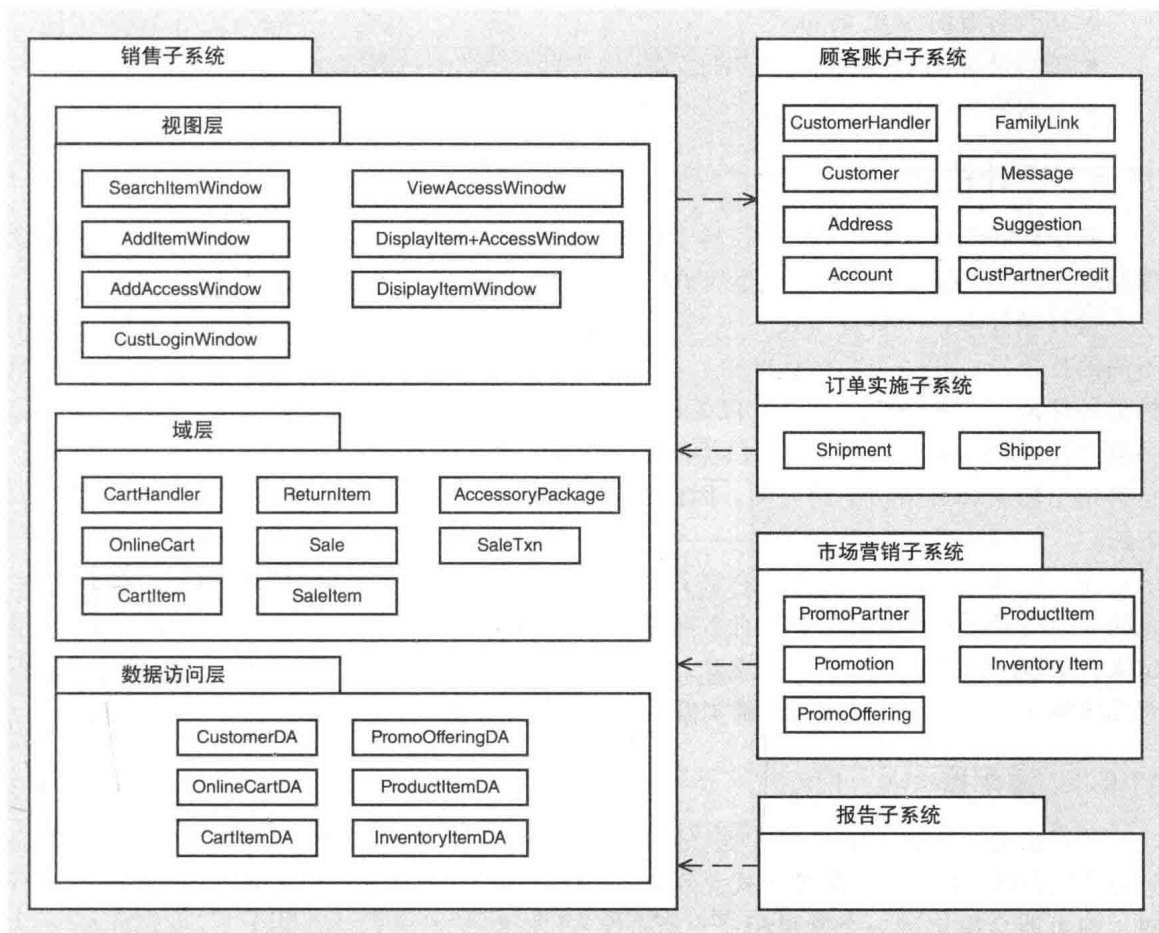 销售子系统
视图层
SearchItemWindow
ViewAccessWinodw
AddItemWindow
DisplayItem+AccessWindow
AddAccessWindow
DisiplayItemWindow
CustLoginWindow
域层
CartHandler
ReturnItem
AccessoryPackage
OnlineCart
Sale
SaleTxn
CartItem
SaleItem
数据访问层
CustomerDA
PromoOfferingDA
OnlineCartDA
ProductItemDA
CartItemDA
InventoryItemDA
顾客账户子系统
CustomerHandler
FamilyLink
Customer
Message
Address
Suggestion
Account
CustPartnerCredit
订单实施子系统
Shipment
Shipper
市场营销子系统
PromoPartner
ProductItem
Promotion
Inventory Item
PromoOffering
报告子系统